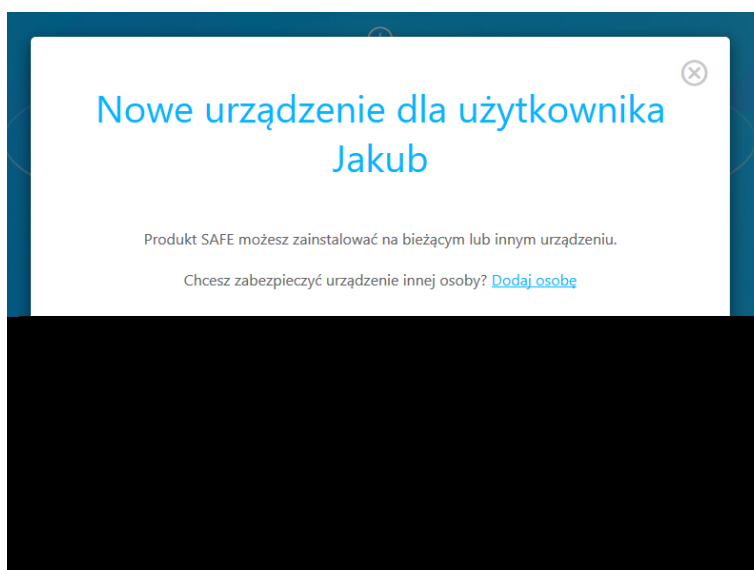 Nowe urządzenie dla użytkownika
Jakub
Produkt SAFE możesz zainstalować na bieżącym lub innym urządzeniu.
Chcesz zabezpieczyć urządzenie innej osoby? Dodaj osobę